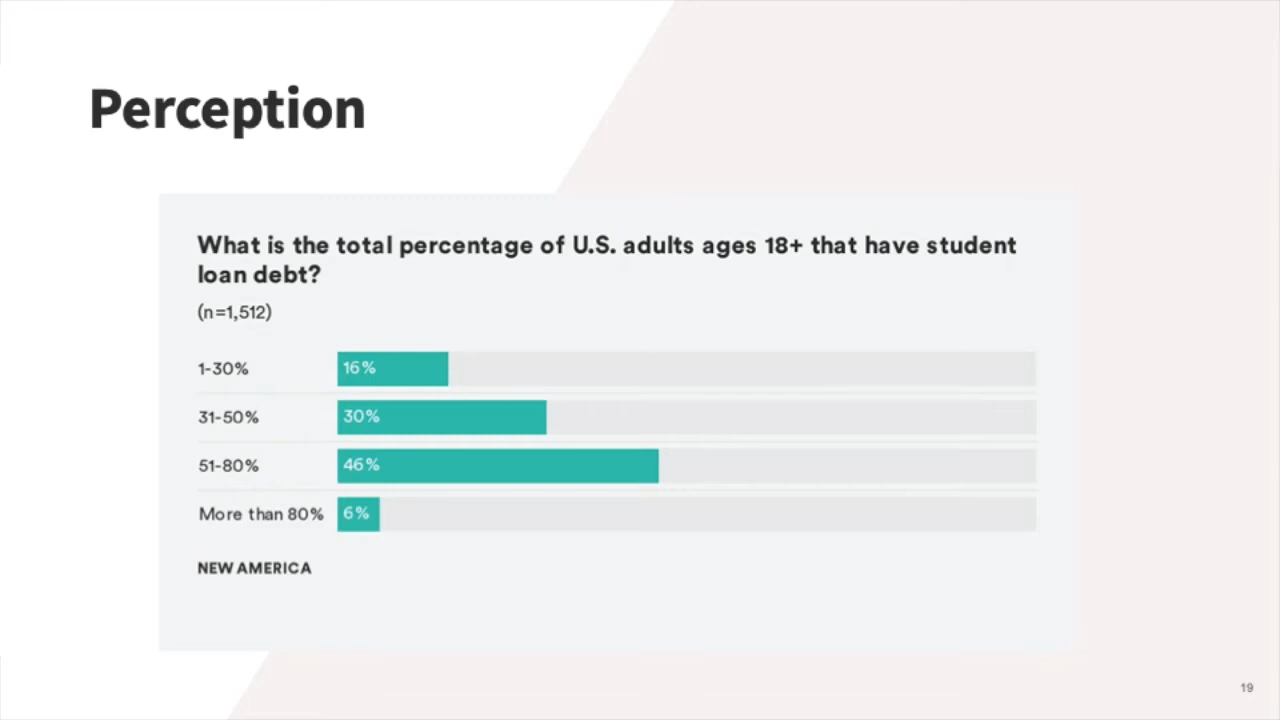 Perception
What is the total percentage of U.S. adults ages 18+ that have student
loan debt?
(n=1,512)
1-30% 16%
31-50% 30%
51-80% 46%
More than 80% 6%
NEW AMERICA
19